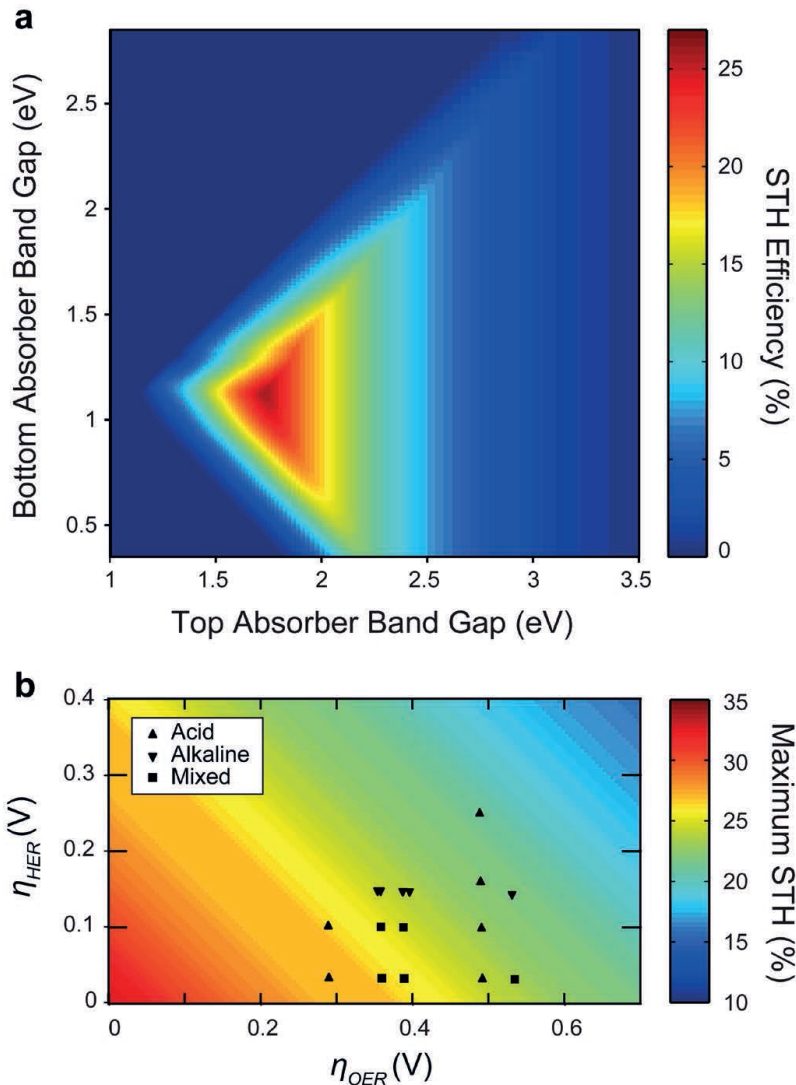 a
2.5
2
1.5
1
0.5
Bottom Absorber Band Gap (eV)
1 1.5 2 2.5 3 3.5
Top Absorber Band Gap (eV)
25
20
15
10
5
0
STH Efficiency (%)
b
0.4
0.3
0.2
0.1
0
ηHER (V)
Acid
Alkaline
Mixed
0 0.2 0.4 0.6
ηOER (V)
35
30
25
20
15
10
Maximum STH (%)